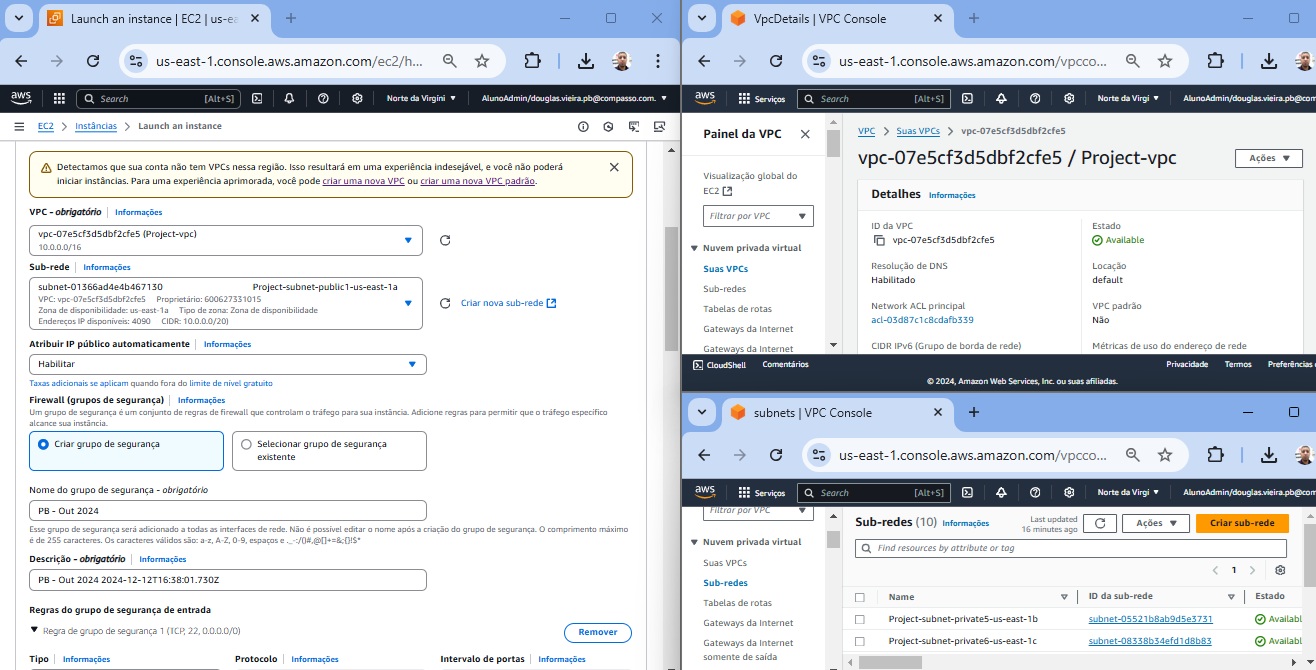 Launch an instance | EC2 | us-ea
us-east-1.console.aws.amazon.com/ec2/h...
aws
Search [Alt+S]
Norte da Virgíni
AlunoAdmin/douglas.vieira.pb@compasso.com.
EC2 > Instâncias > Launch an instance
Detectamos que sua conta não tem VPCs nessa região. Isso resultará em uma experiência indesejável, e você não poderá
iniciar instâncias. Para uma experiência aprimorada, você pode criar uma nova VPC ou criar uma nova VPC padrão.
VPC - obrigatório | Informações
vpc-07e5cf3d5dbf2cfe5 (Project-vpc)
10.0.0.0/16
Sub-rede | Informações
subnet-01366ad4e4b467130 Project-subnet-public1-us-east-1a
VPC: vpc-07e5cf3d5dbf2cfe5 Proprietário: 600627331015
Zona de disponibilidade: us-east-1a Tipo de zona: Zona de disponibilidade
Endereços IP disponíveis: 4090 CIDR: 10.0.0.0/20)
Criar nova sub-rede
Atribuir IP público automaticamente | Informações
Habilitar
Taxas adicionais se aplicam quando fora do limite de nível gratuito
Firewall (grupos de segurança) | Informações
Um grupo de segurança é um conjunto de regras de firewall que controlam o tráfego para sua instância. Adicione regras para permitir que o tráfego específico
alcance sua instância.
Criar grupo de segurança
Selecionar grupo de segurança
existente
Nome do grupo de segurança - obrigatório
PB - Out 2024
Esse grupo de segurança será adicionado a todas as interfaces de rede. Não é possível editar o nome após a criação do grupo de segurança. O comprimento máximo
é de 255 caracteres. Os caracteres válidos são: a-z, A-Z, 0-9, espaços e ._-:/()#,@[]+=&;{}!$*
Descrição - obrigatório | Informações
PB - Out 2024 2024-12-12T16:38:01.730Z
Regras do grupo de segurança de entrada
Regra de grupo de segurança 1 (TCP, 22, 0.0.0.0/0)
Remover
Tipo | Informações Protocolo | Informações Intervalo de portas | Informações
VpcDetails | VPC Console
us-east-1.console.aws.amazon.com/vpcco...
aws
Serviços
Search [Alt+S]
Norte da Virgi
AlunoAdmin/douglas.vieira.pb@com
Painel da VPC
Visualização global do
EC2
Filtrar por VPC
Nuvem privada virtual
Suas VPCs
Sub-redes
Tabelas de rotas
Gateways da Internet
Gateways da Internet
VPC > Suas VPCs > vpc-07e5cf3d5dbf2cfe5
vpc-07e5cf3d5dbf2cfe5 / Project-vpc
Ações
Detalhes | Informações
ID da VPC
vpc-07e5cf3d5dbf2cfe5
Estado
Available
Resolução de DNS
Habilitado
Locação
default
Network ACL principal
acl-03d87c1c8cdafb339
VPC padrão
Não
CIDR IPv6 (Grupo de borda de rede)
Métricas de uso do endereço de rede
CloudShell Comentários Privacidade Termos Preferências
© 2024, Amazon Web Services, Inc. ou suas afiliadas.
subnets | VPC Console
us-east-1.console.aws.amazon.com/vpcco...
aws
Serviços
Search [Alt+S]
Norte da Virgi
AlunoAdmin/douglas.vieira.pb@com
Filtrar por VPC
Nuvem privada virtual
Suas VPCs
Sub-redes
Tabelas de rotas
Gateways da Internet
Gateways da Internet
somente de saída
Sub-redes (10) Informações
Last updated
16 minutes ago
Ações
Criar sub-rede
Find resources by attribute or tag
1
Name ID da sub-rede Estado
Project-subnet-private5-us-east-1b subnet-05521b8ab9d5e3731 Availabl
Project-subnet-private6-us-east-1c subnet-08338b34efd1d8b83 Availabl